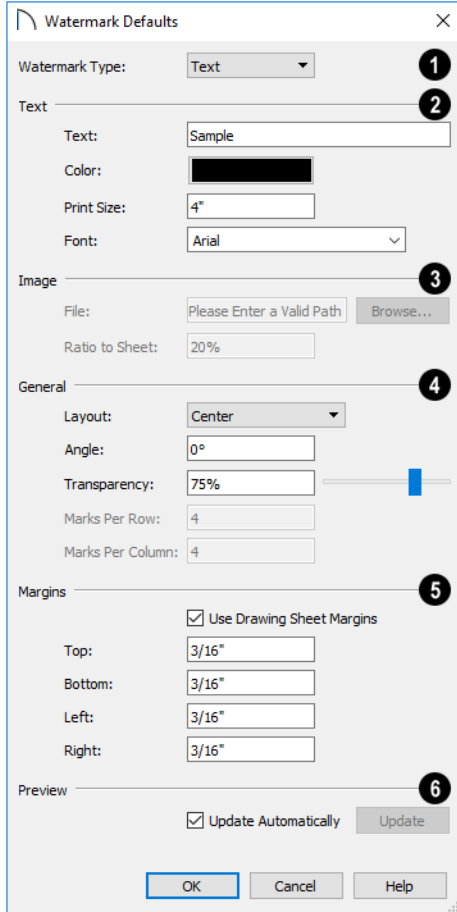 Watermark Defaults
Watermark Type: Text 1
Text 2
Text: Sample
Color:
Print Size: 4"
Font: Arial
Image 3
File: Please Enter a Valid Path Browse...
Ratio to Sheet: 20%
General 4
Layout: Center
Angle: 0°
Transparency: 75%
Marks Per Row: 4
Marks Per Column: 4
Margins 5
Use Drawing Sheet Margins
Top: 3/16"
Bottom: 3/16"
Left: 3/16"
Right: 3/16"
Preview 6
Update Automatically Update
OK Cancel Help